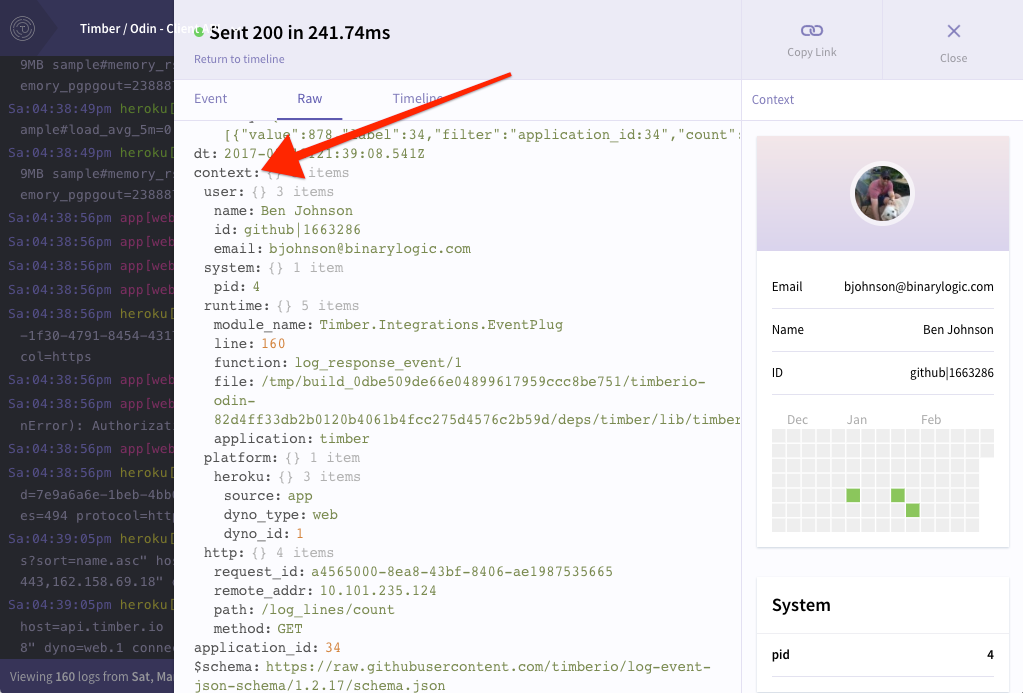 Timber / Odin - Client A
9MB sample#memory_rs
emory_pgpgout=238887
Sa:04:38:49pm heroku[
ample#load_avg_5m=0
Sa:04:38:49pm heroku[
9MB sample#memory_rs
emory_pgpgout=238887
Sa:04:38:56pm app[web
Sa:04:38:56pm app[web
Sa:04:38:56pm app[web
Sa:04:38:56pm app[web
Sa:04:38:56pm heroku[
-1f30-4791-8454-4317
col=https
Sa:04:38:56pm app[web
Sa:04:38:56pm app[web
nError): Authorizat
Sa:04:38:56pm app[web
Sa:04:38:56pm heroku[
d=7e9a6a6e-1beb-4bb
es=494 protocol=http
Sa:04:39:05pm heroku[
s?sort=name.asc" hos
443,162.158.69.18"
Sa:04:39:05pm heroku[
host=api.timber.io
8" dyno=web.1 connec
Viewing 160 logs from Sat, Ma
Sent 200 in 241.74ms
Return to timeline
Copy Link
Close
Event Raw Timeline
[{"value":878,"label":34,"filter":"application_id:34","count":
dt: 21:39:08.541Z
context: {} items
user: {} 3 items
name: Ben Johnson
id: github|1663286
email: bjohnson@binarylogic.com
system: {} 1 item
pid: 4
runtime: {} 5 items
module_name: Timber.Integrations.EventPlug
line: 160
function: log_response_event/1
file: /tmp/build_0dbe509de66e04899617959ccc8be751/timberio-
odin-
82d4ff33db2b0120b4061b4fcc275d4576c2b59d/deps/timber/lib/timber
application: timber
platform: {} 1 item
heroku: {} 3 items
source: app
dyno_type: web
dyno_id: 1
http: {} 4 items
request_id: a4565000-8ea8-43bf-8406-ae1987535665
remote_addr: 10.101.235.124
path: /log_lines/count
method: GET
application_id: 34
$schema: https://raw.githubusercontent.com/timberio/log-event-
json-schema/1.2.17/schema.json
Context
Email bjohnson@binarylogic.com
Name Ben Johnson
ID github|1663286
Dec Jan Feb
System
pid 4